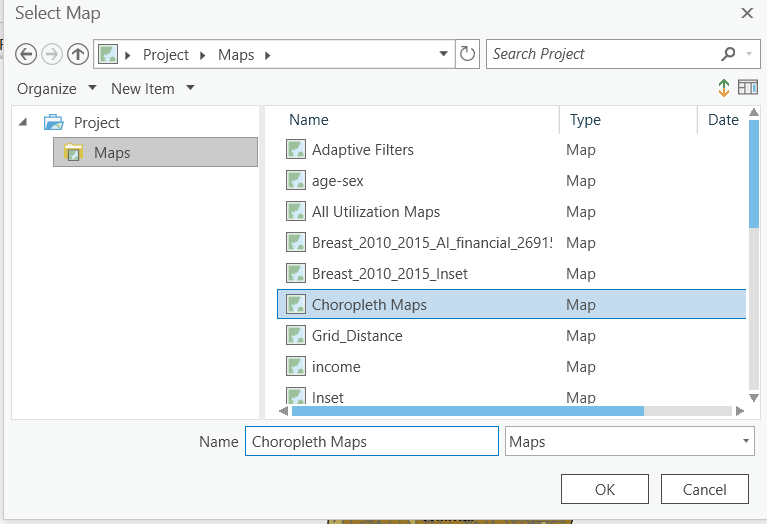 Select Map
Project Maps
Search Project
Organize New Item
Project
Maps
Name Type Date
Adaptive Filters Map
age-sex Map
All Utilization Maps Map
Breast_2010_2015_AI_financial_26915 Map
Breast_2010_2015_Inset Map
Choropleth Maps Map
Grid_Distance Map
income Map
Inset Map
Name Choropleth Maps Maps
OK Cancel